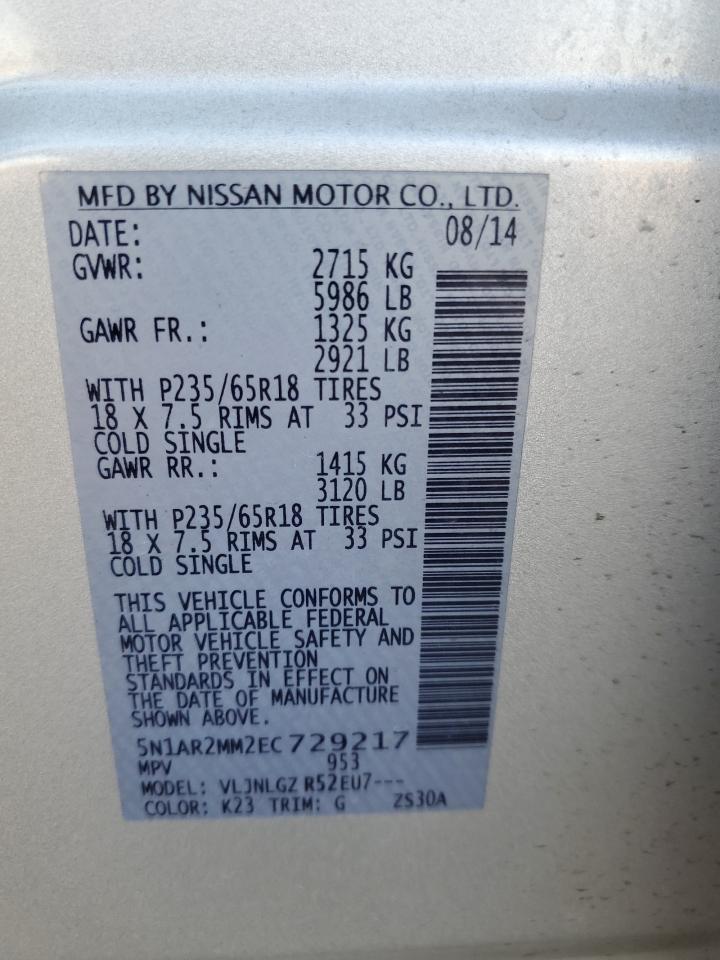 MFD BY NISSAN MOTOR CO., LTD.
DATE: 08/14
GVWR: 2715 KG
5986 LB
GAWR FR.: 1325 KG
2921 LB
WITH P235/65R18 TIRES
18 X 7.5 RIMS AT 33 PSI
COLD SINGLE
GAWR RR.: 1415 KG
3120 LB
WITH P235/65R18 TIRES
18 X 7.5 RIMS AT 33 PSI
COLD SINGLE
THIS VEHICLE CONFORMS TO
ALL APPLICABLE FEDERAL
MOTOR VEHICLE SAFETY AND
THEFT PREVENTION
STANDARDS IN EFFECT ON
THE DATE OF MANUFACTURE
SHOWN ABOVE.
5N1AR2MM2EC729217
MPV 953
MODEL: VLJNLGZ R52EU7---
COLOR: K23 TRIM: G ZS30A